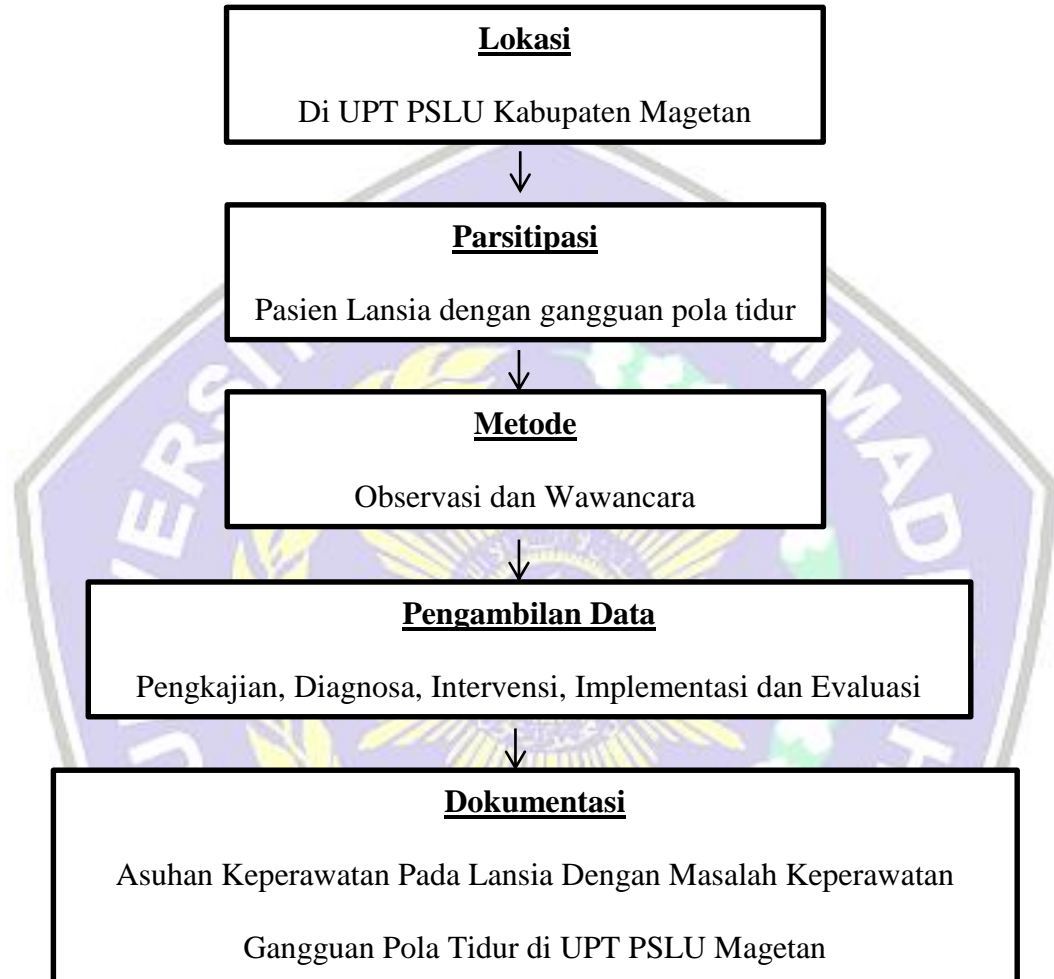 Lokasi
Di UPT PSLU Kabupaten Magetan
Parsitipasi
Pasien Lansia dengan gangguan pola tidur
Metode
Observasi dan Wawancara
Pengambilan Data
Pengkajian, Diagnosa, Intervensi, Implementasi dan Evaluasi
Dokumentasi
Asuhan Keperawatan Pada Lansia Dengan Masalah Keperawatan
Gangguan Pola Tidur di UPT PSLU Magetan